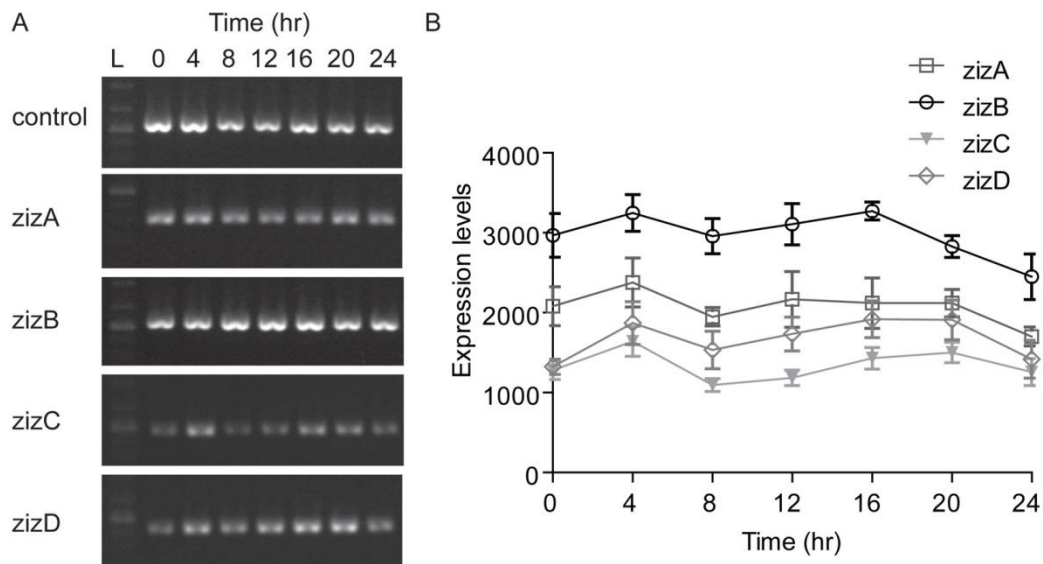 A
Time (hr)
L 0 4 8 12 16 20 24
control
zizA
zizB
zizC
zizD
B
zizA
zizB
zizC
zizD
Expression levels
4000
3000
2000
1000
0
0 4 8 12 16 20 24
Time (hr)